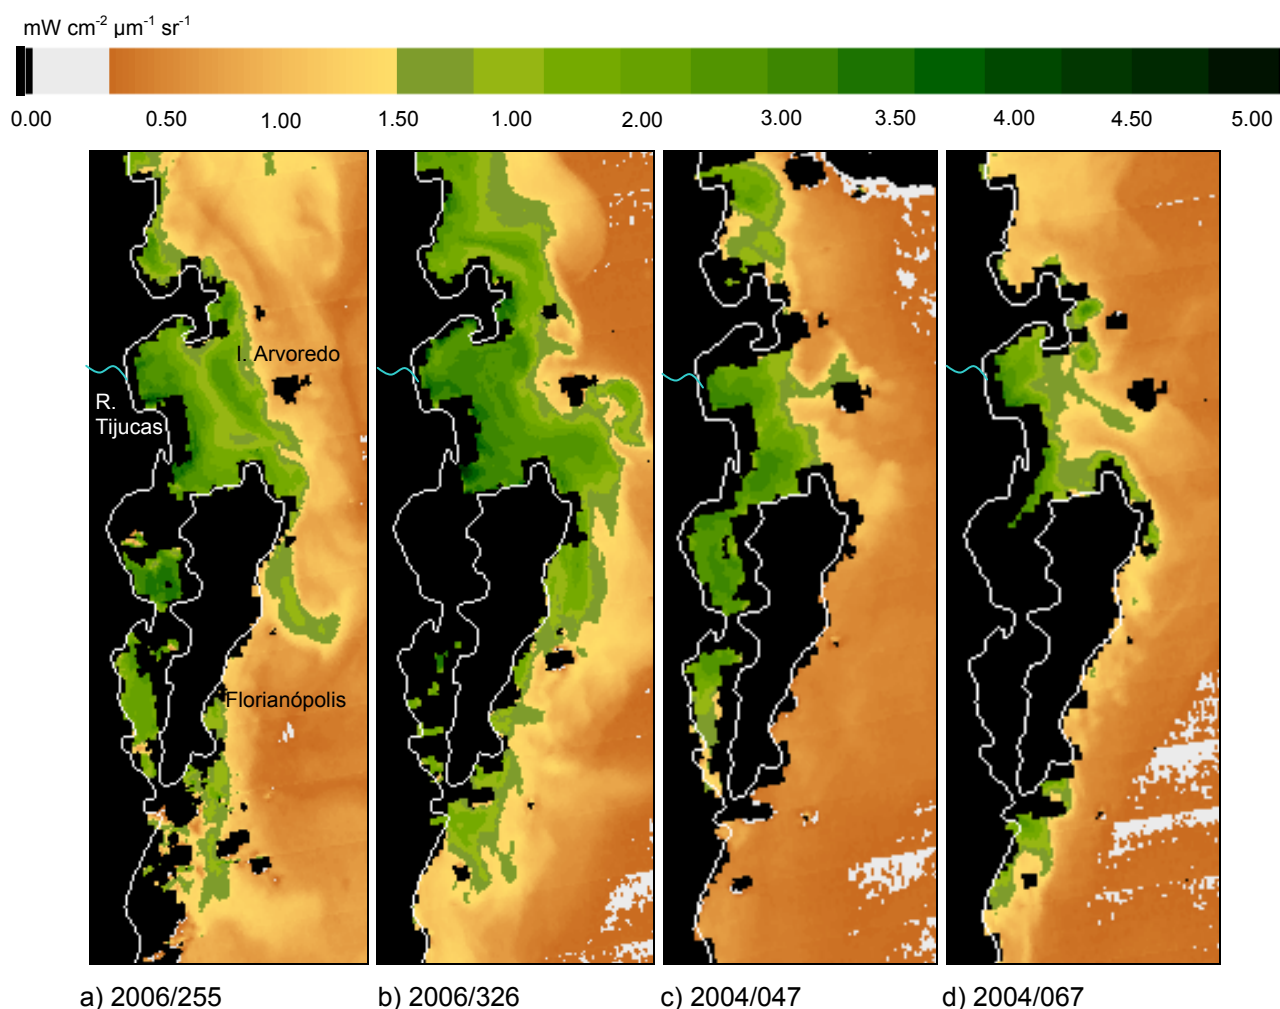 mW cm-2 µm-1 sr-1
0.00 0.50 1.00 1.50 1.00 2.00 3.00 3.50 4.00 4.50 5.00
I. Arvoredo
R.
Tijucas
Florianópolis
a) 2006/255 b) 2006/326 c) 2004/047 d) 2004/067